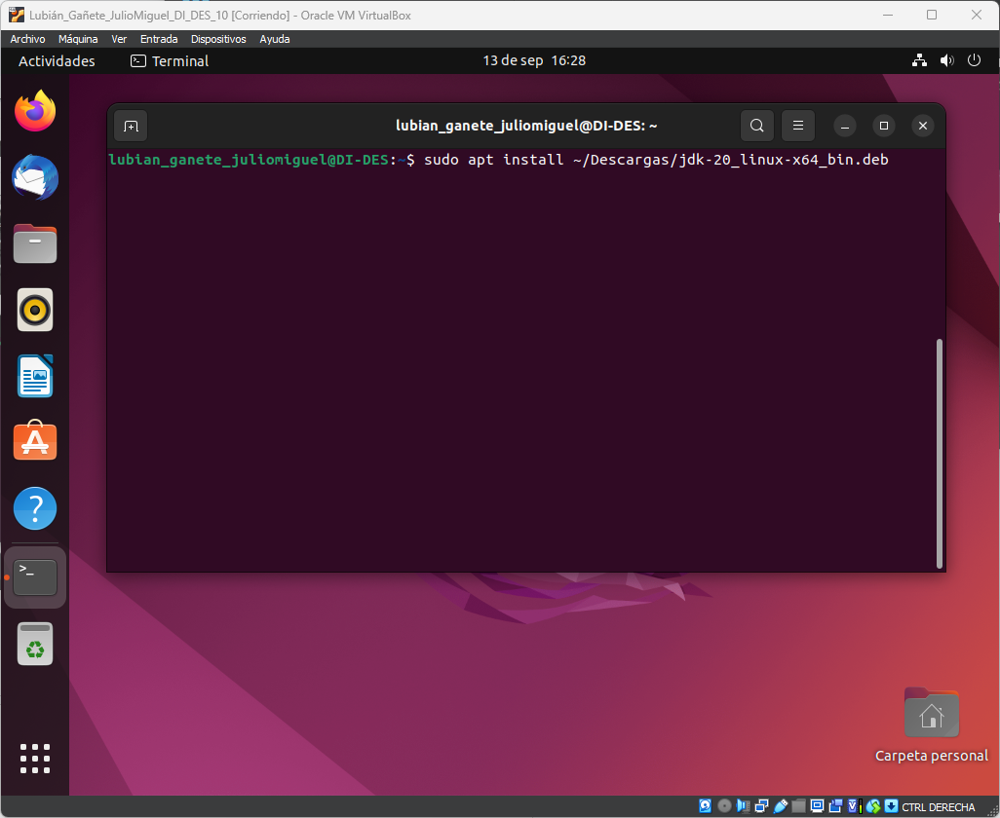 Lubián_Gañete_JulioMiguel_DI_DES_10 [Corriendo] - Oracle VM VirtualBox
Archivo Máquina Ver Entrada Dispositivos Ayuda
Actividades Terminal 13 de sep 16:28
lubian_ganete_juliomiguel@DI-DES: ~
lubian_ganete_juliomiguel@DI-DES:~$ sudo apt install ~/Descargas/jdk-20_linux-x64_bin.deb
Carpeta personal
CTRL DERECHA